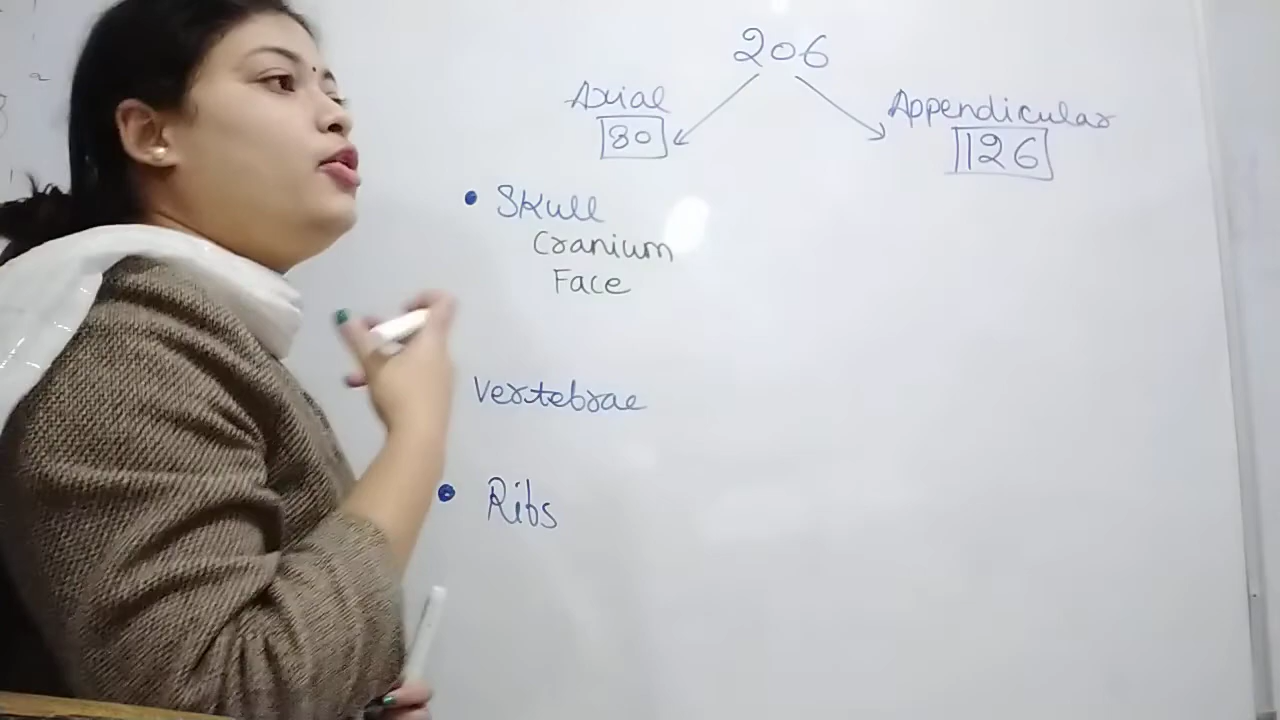 206
Axial
80
Appendicular
126
• Skull
Cranium
Face
Vertebrae
• Ribs